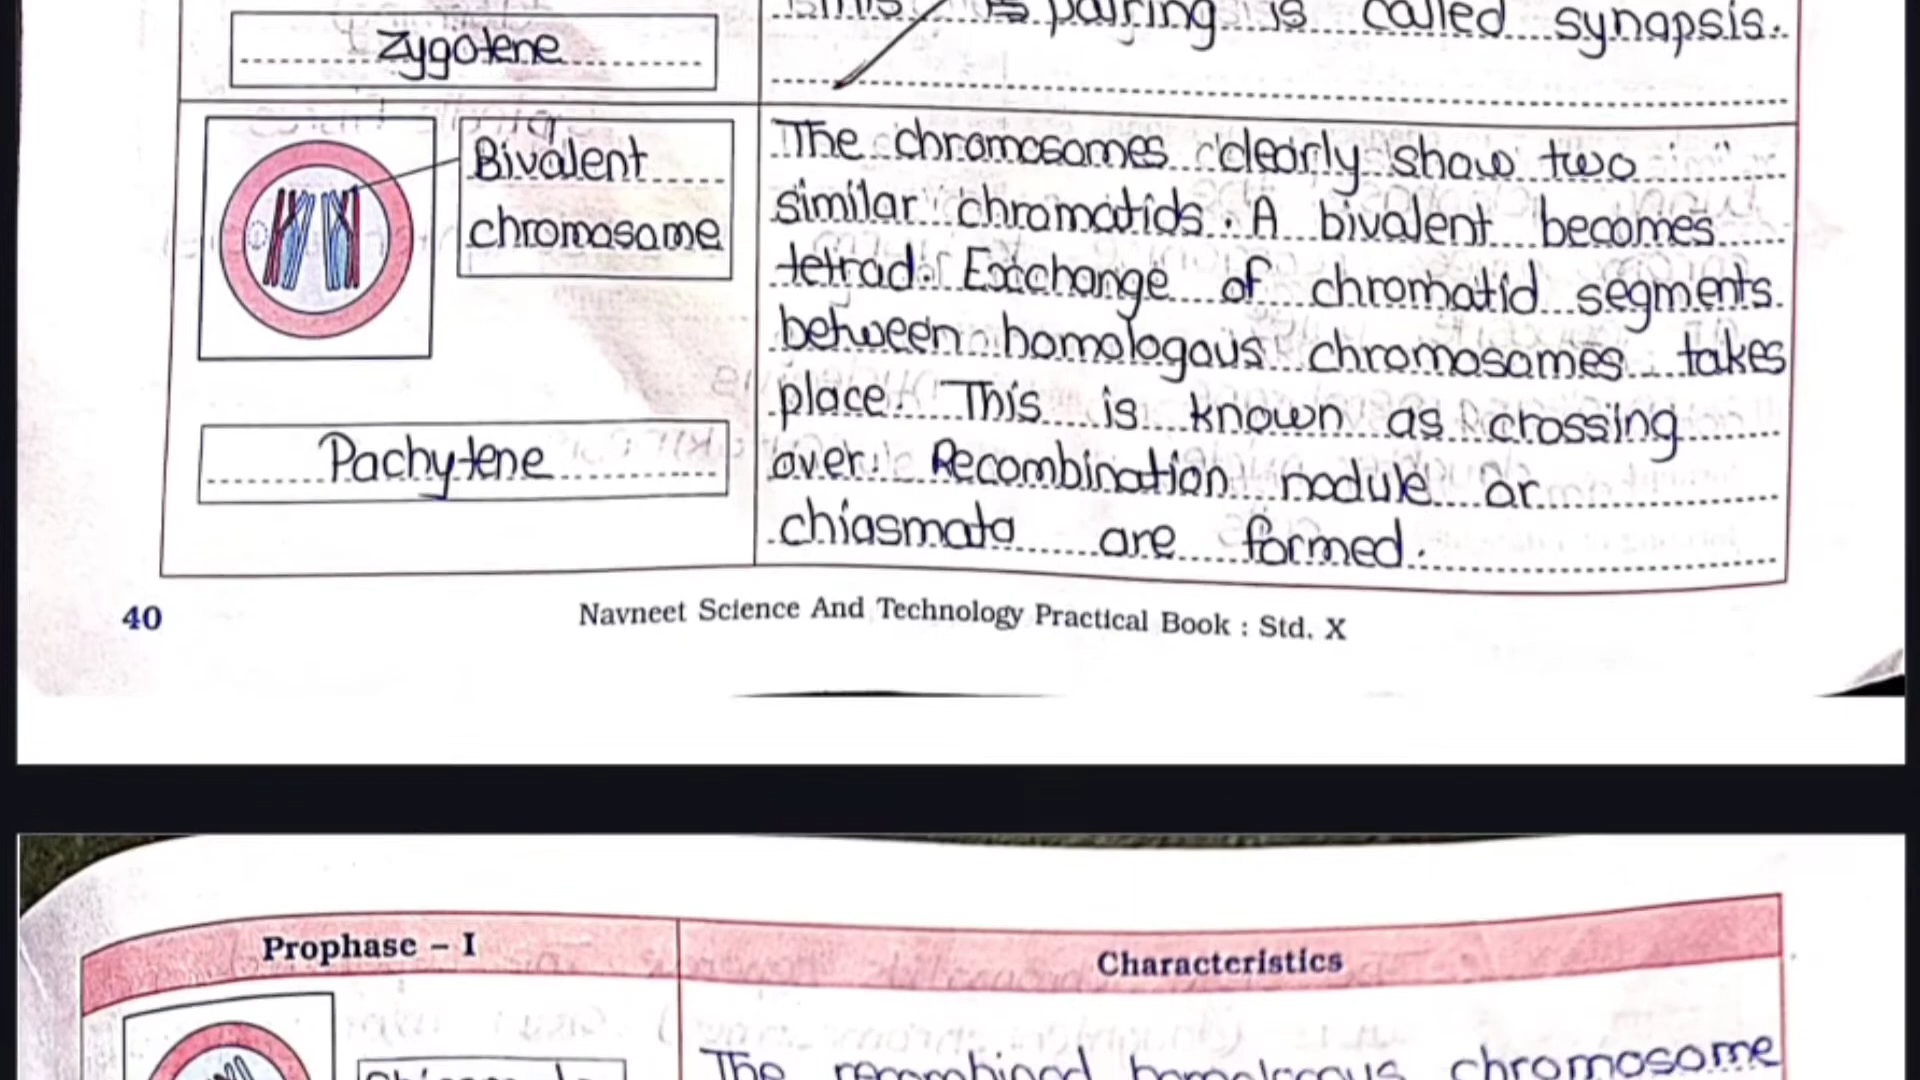 pairing is called synapsis.
Zygotene
Bivalent
chromosome
The chromosomes clearly show two
similar chromatids. A bivalent becomes
tetrad. Exchange of chromatid segments
between homologous chromosomes takes
place. This is known as crossing
over. Recombination nodule or
chiasmata are formed.
Pachytene
40
Navneet Science And Technology Practical Book : Std. X
Prophase – I
Characteristics
The recombined homologous chromosome